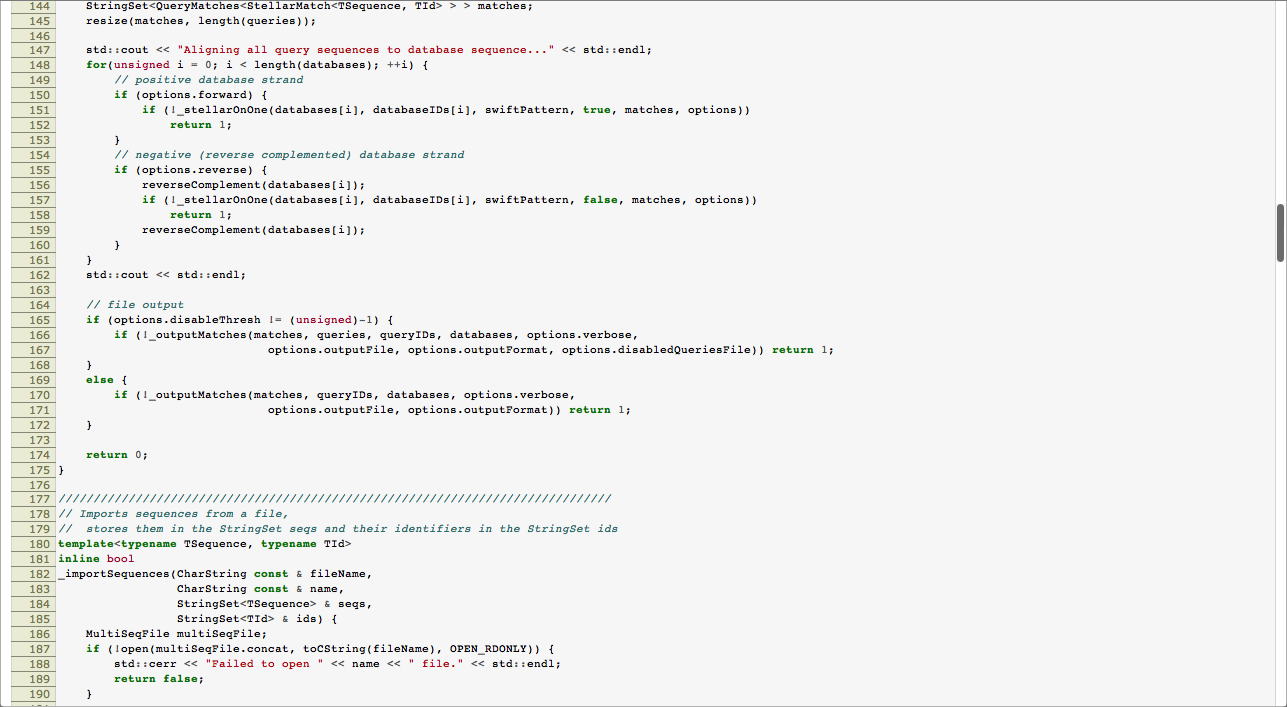 144 StringSet<QueryMatches<StellarMatch<TSequence, TId> > > matches;
145 resize(matches, length(queries));
146
147 std::cout << "Aligning all query sequences to database sequence..." << std::endl;
148 for(unsigned i = 0; i < length(databases); ++i) {
149 // positive database strand
150 if (options.forward) {
151 if (!_stellarOnOne(databases[i], databaseIDs[i], swiftPattern, true, matches, options))
152 return 1;
153 }
154 // negative (reverse complemented) database strand
155 if (options.reverse) {
156 reverseComplement(databases[i]);
157 if (!_stellarOnOne(databases[i], databaseIDs[i], swiftPattern, false, matches, options))
158 return 1;
159 reverseComplement(databases[i]);
160 }
161 }
162 std::cout << std::endl;
163
164 // file output
165 if (options.disableThresh != (unsigned)-1) {
166 if (!_outputMatches(matches, queries, queryIDs, databases, options.verbose,
167 options.outputFile, options.outputFormat, options.disabledQueriesFile)) return 1;
168 }
169 else {
170 if (!_outputMatches(matches, queryIDs, databases, options.verbose,
171 options.outputFile, options.outputFormat)) return 1;
172 }
173
174 return 0;
175 }
176
177 ///////////////////////////////////////////////////////////////////////////////
178 // Imports sequences from a file,
179 //  stores them in the StringSet seqs and their identifiers in the StringSet ids
180 template<typename TSequence, typename TId>
181 inline bool
182 _importSequences(CharString const & fileName,
183 CharString const & name,
184 StringSet<TSequence> & seqs,
185 StringSet<TId> & ids) {
186 MultiSeqFile multiSeqFile;
187 if (!open(multiSeqFile.concat, toCString(fileName), OPEN_RDONLY)) {
188 std::cerr << "Failed to open " << name << " file." << std::endl;
189 return false;
190 }